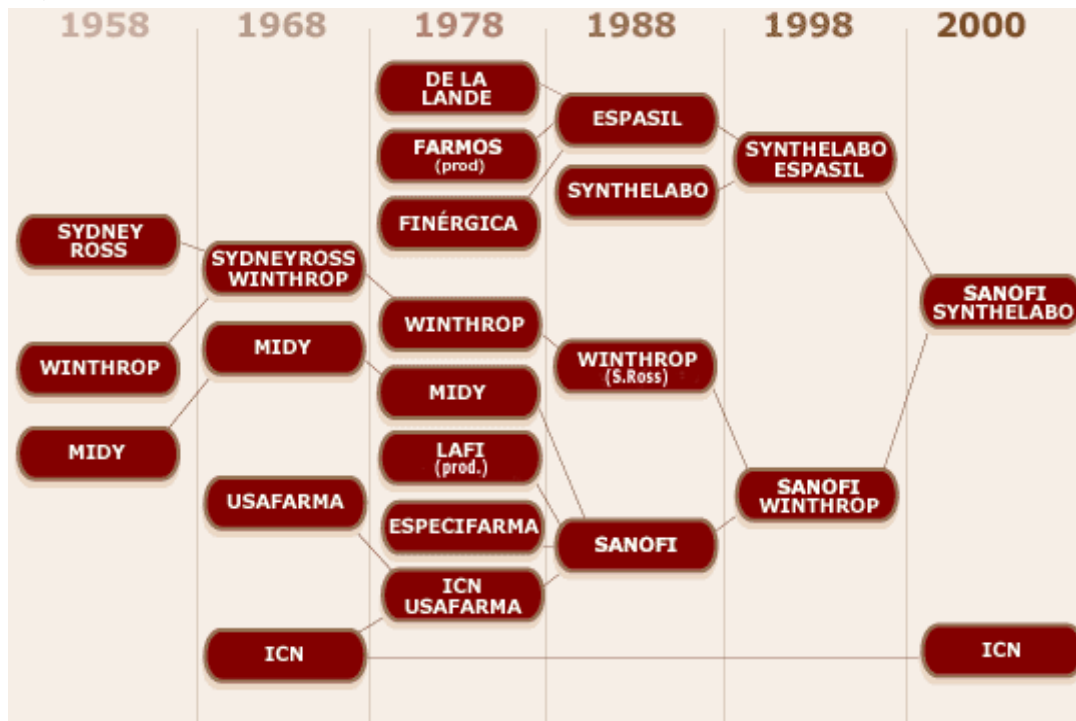 1958 1968 1978 1988 1998 2000
SYDNEY
ROSS
WINTHROP
MIDY
SYDNEYROSS
WINTHROP
MIDY
USAFARMA
ICN
DE LA
LANDE
FARMOS
(prod)
FINÉRGICA
WINTHROP
MIDY
LAFI
(prod.)
ESPECIFARMA
ICN
USAFARMA
ESPASIL
SYNTHELABO
WINTHROP
(S.Ross)
SANOFI
SYNTHELABO
ESPASIL
SANOFI
WINTHROP
SANOFI
SYNTHELABO
ICN